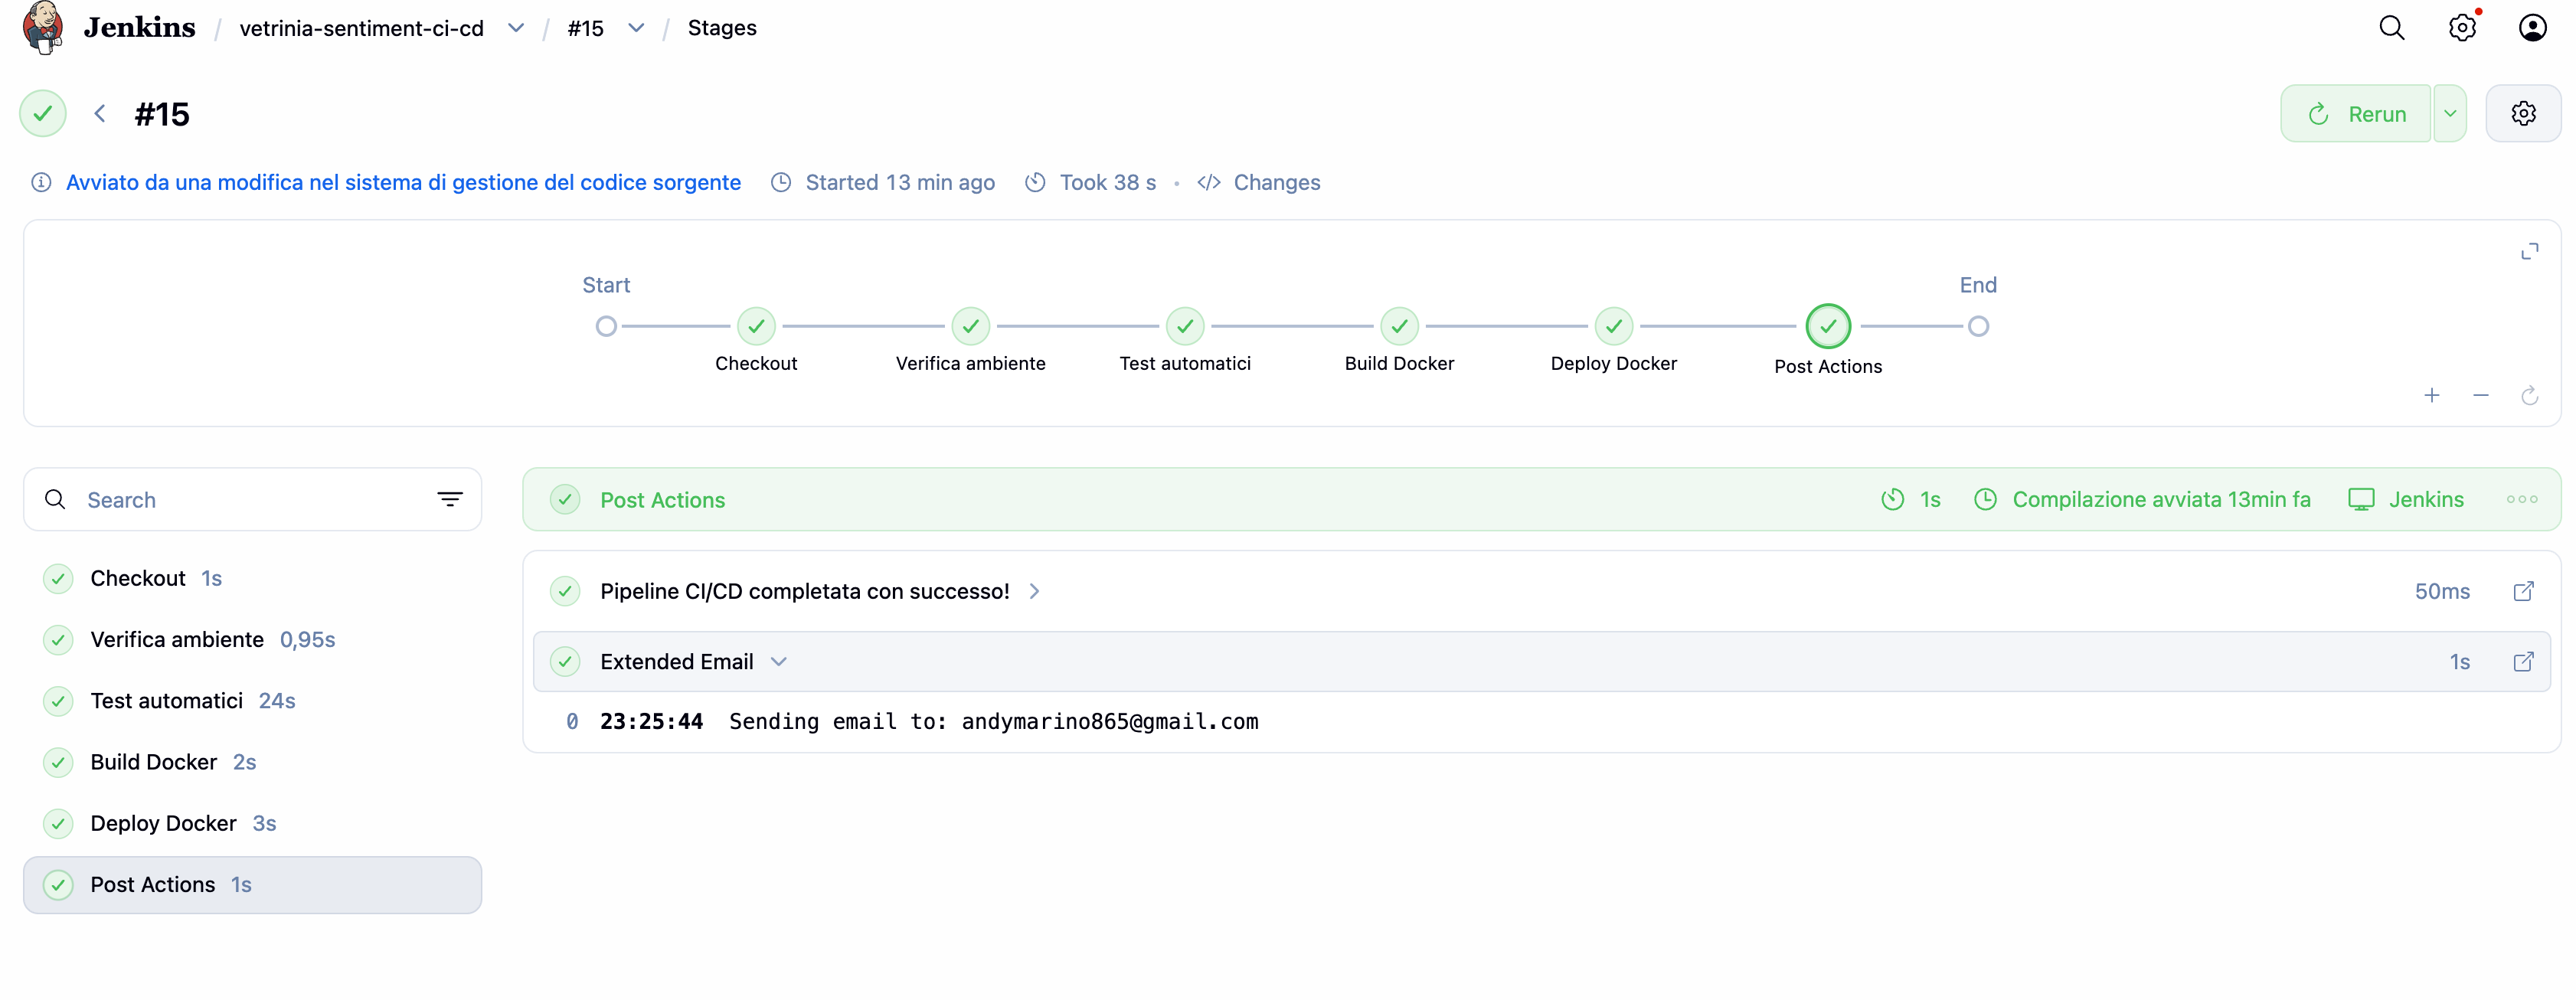 Jenkins / vetrinia-sentiment-ci-cd / #15 / Stages
#15
Rerun
Avviato da una modifica nel sistema di gestione del codice sorgente Started 13 min ago Took 38 s Changes
Start End
Checkout Verifica ambiente Test automatici Build Docker Deploy Docker Post Actions
Search
Checkout 1s
Verifica ambiente 0,95s
Test automatici 24s
Build Docker 2s
Deploy Docker 3s
Post Actions 1s
Post Actions 1s Compilazione avviata 13min fa Jenkins
Pipeline CI/CD completata con successo! 50ms
Extended Email 1s
0 23:25:44 Sending email to: andymarino865@gmail.com